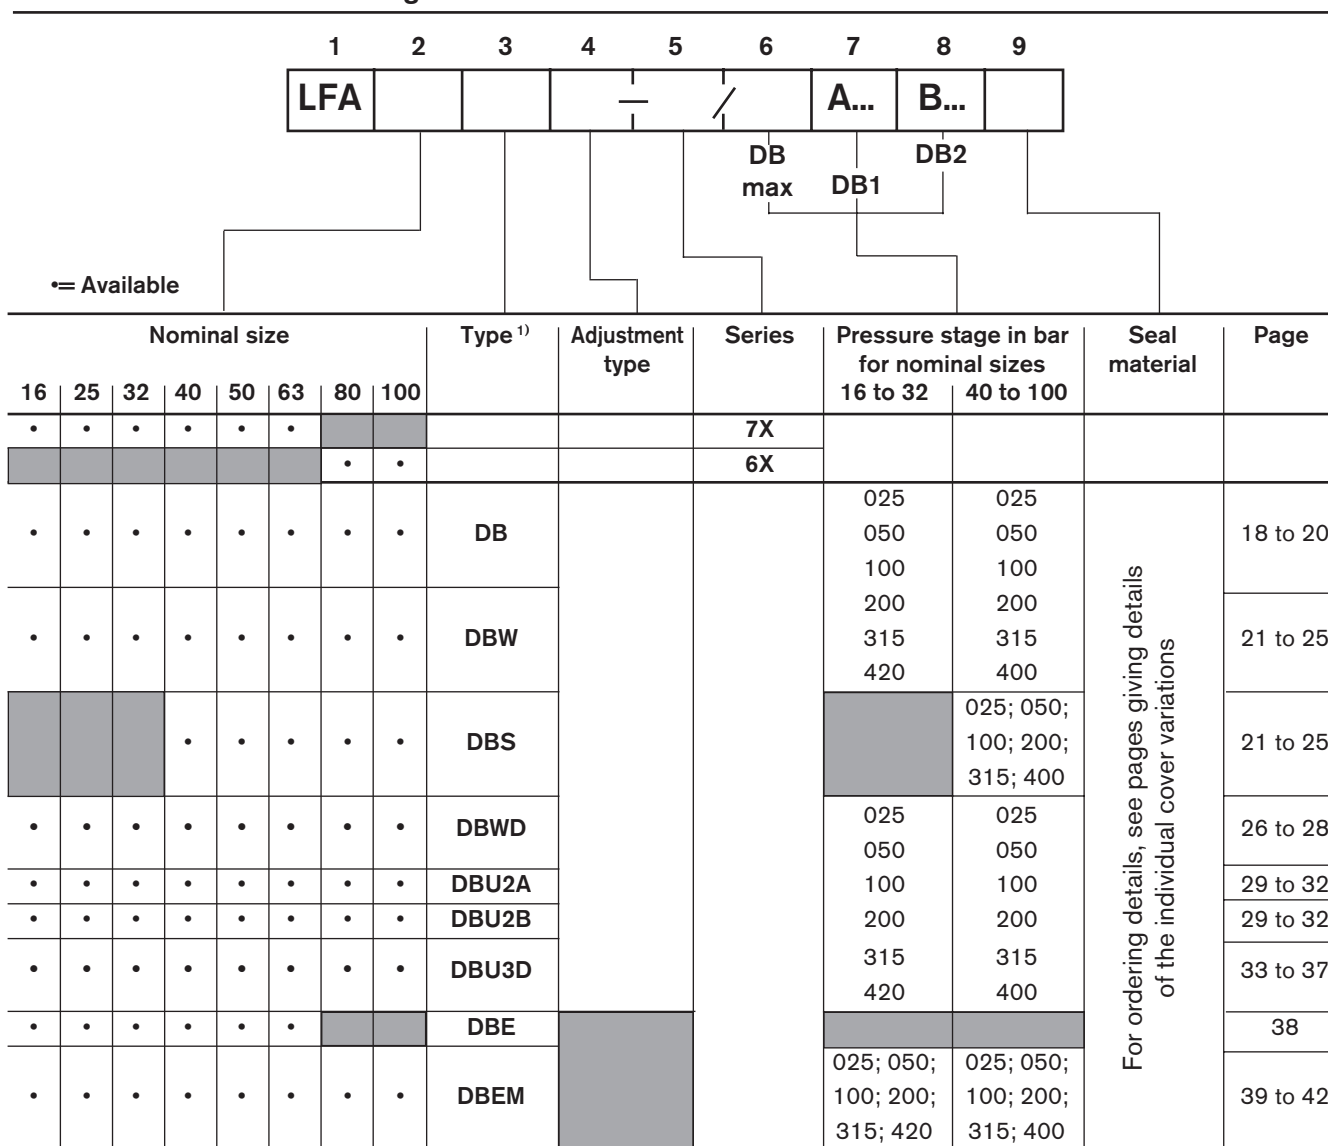 1 2 3 4 5 6 7 8 9
LFA – / A... B...
DB max DB1 DB2
•= Available
Nominal size Type 1) Adjustment type Series Pressure stage in bar for nominal sizes Seal material Page
16 25 32 40 50 63 80 100 16 to 32 40 to 100
• • • • • • 7X
• • 6X
• • • • • • • • DB 18 to 20
025 025
050 050
100 100
• • • • • • • • DBW 21 to 25
200 200
315 315
420 400
• • • • • DBS 21 to 25
025; 050;
100; 200;
315; 400
• • • • • • • • DBWD 26 to 28
025 025
050 050
• • • • • • • • DBU2A 100 100 29 to 32
• • • • • • • • DBU2B 200 200 29 to 32
• • • • • • • • DBU3D 33 to 37
315 315
420 400
• • • • • • DBE 38
• • • • • • • • DBEM 39 to 42
025; 050; 025; 050;
100; 200; 100; 200;
315; 420 315; 400
For ordering details, see pages giving details
of the individual cover variations